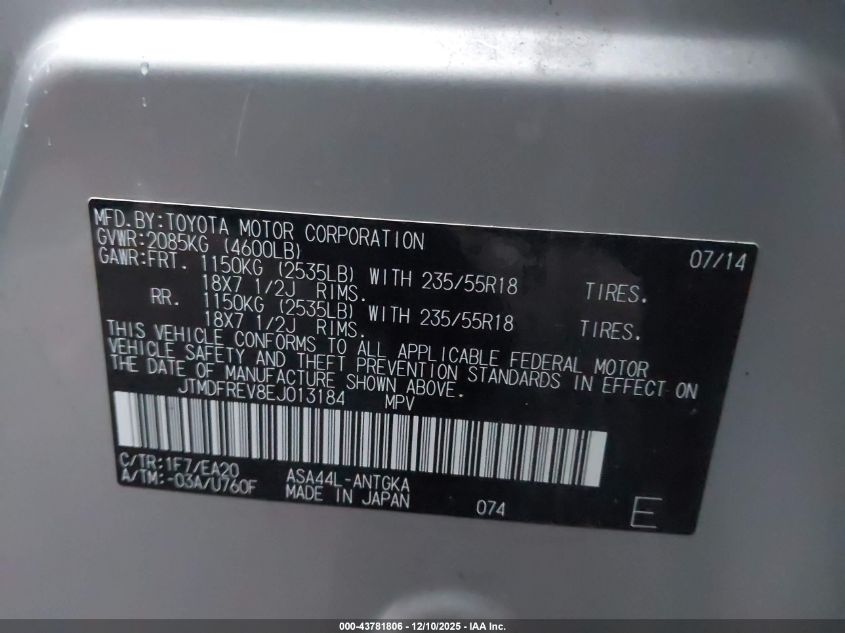 MFD. BY: TOYOTA MOTOR CORPORATION 07/14
GVWR: 2085KG (4600LB)
GAWR: FRT. 1150KG (2535LB) WITH 235/55R18 TIRES.
18X7 1/2J RIMS.
RR. 1150KG (2535LB) WITH 235/55R18 TIRES.
18X7 1/2J RIMS.
THIS VEHICLE CONFORMS TO ALL APPLICABLE FEDERAL MOTOR
VEHICLE SAFETY AND THEFT PREVENTION STANDARDS IN EFFECT ON
THE DATE OF MANUFACTURE SHOWN ABOVE.
JTMDFREV8EJ013184 MPV
C/TR: 1F7/EA20 ASA44L-ANTGKA
A/TM: -03A/U760F MADE IN JAPAN 074 E
000-43781806 - 12/10/2025 - IAA Inc.